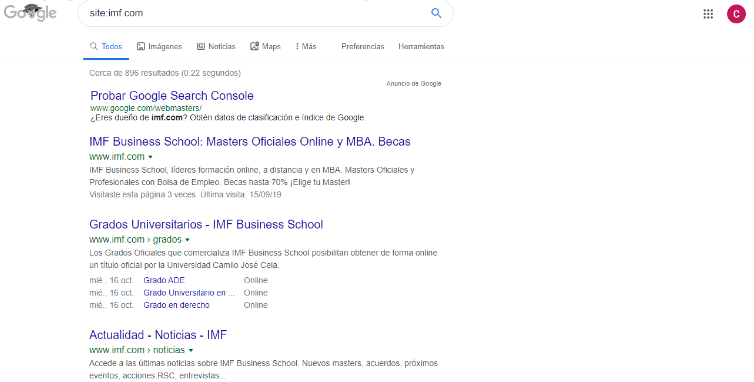 Google
site:imf.com
C
Todos Imágenes Noticias Maps Más Preferencias Herramientas
Cerca de 896 resultados (0.22 segundos)
Anuncio de Google
Probar Google Search Console
www.google.com/webmasters/
¿Eres dueño de imf.com? Obtén datos de clasificación e índice de Google.
IMF Business School: Masters Oficiales Online y MBA. Becas
www.imf.com
IMF Business School, líderes formación online, a distancia y en MBA. Masters Oficiales y
Profesionales con Bolsa de Empleo. Becas hasta 70% ¡Elige tu Master!
Visitaste esta página 3 veces. Última visita: 15/09/19
Grados Universitarios - IMF Business School
www.imf.com › grados
Los Grados Oficiales que comercializa IMF Business School posibilitan obtener de forma online
un título oficial por la Universidad Camilo José Cela.
mié., 16 oct. Grado ADE Online
mié., 16 oct. Grado Universitario en ... Online
mié., 16 oct. Grado en derecho Online
Actualidad - Noticias - IMF
www.imf.com › noticias
Accede a las últimas noticias sobre IMF Business School. Nuevos masters, acuerdos, próximos
eventos, acciones RSC, entrevistas...